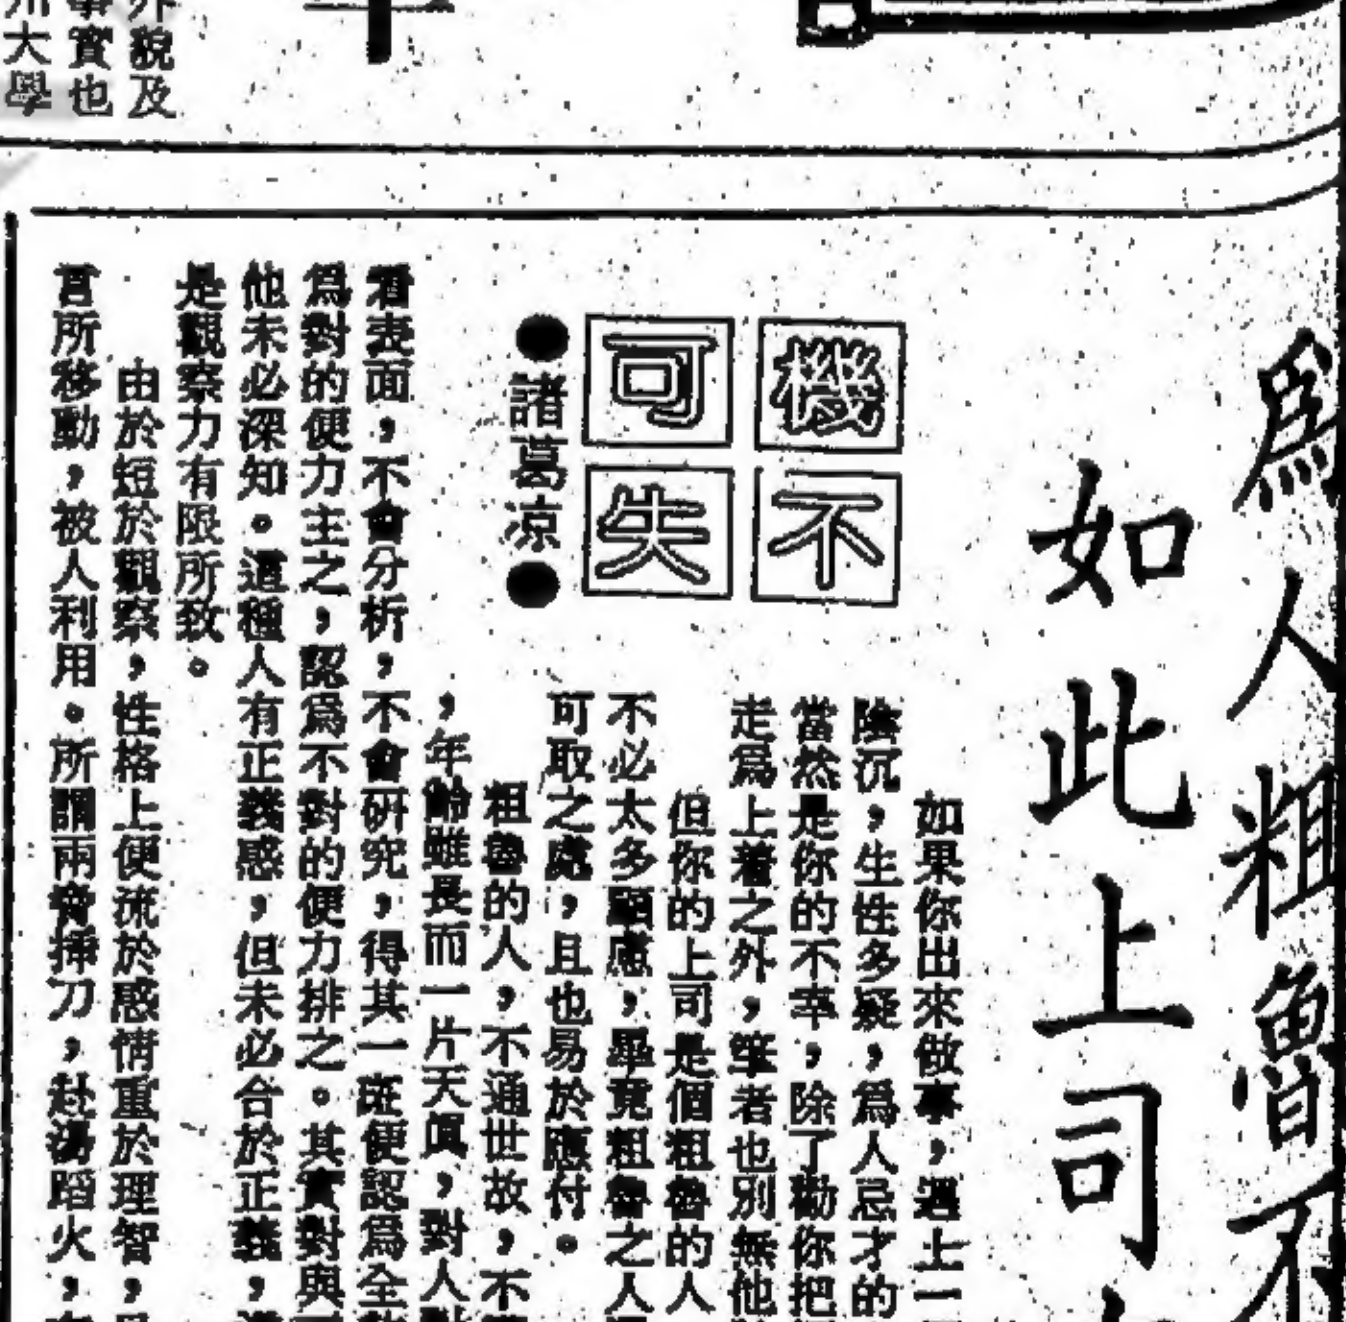 為人粗魯不
如此上司
機不
可失
●諸葛凉●
如果你出來做事，遇上一
陰沉，生性多疑，為人忌才的
當然是你的不幸，除了勸你把
走為上着之外，筆者也別無他
但你的上司是個粗魯的人
不必太多顧慮，畢竟粗魯之人
可取之處，且也易於應付。
粗魯的人，不通世故，不
，年齡雖長而一片天眞，對人對
看表面，不會分析，不會研究，得其一斑便認為全
為對的便力主之，認為不對的便力排之。其實對與
他未必深知。這種人有正義感，但未必合於正義，
是觀察力有限所致。
由於短於觀察，性格上便流於感情重於理智，
言所移動，被人利用。所謂兩脅揷刀，赴湯蹈火，
外貌及
事實也
川大學